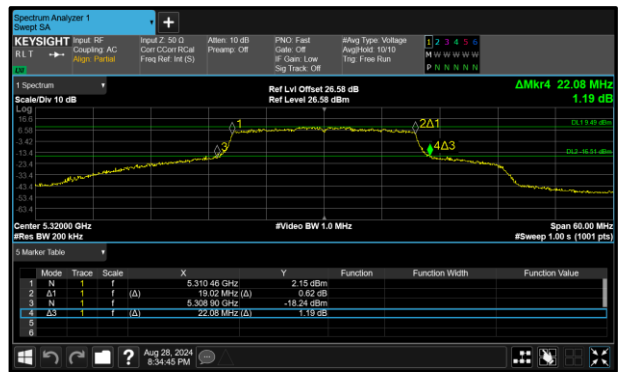 Spectrum Analyzer 1
Swept SA
+
KEYSIGHT Input: RF Input Z: 50 Ω Atten: 10 dB PNO: Fast #Avg Type: Voltage 1 2 3 4 5 6
RLT Coupling: AC Corr CCorr RCal Preamp: Off Gate: Off Avg|Hold: 10/10 M W W W W W
Align: Partial Freq Ref: Int (S) IF Gain: Low Trig: Free Run
Sig Track: Off P N N N N N
1 Spectrum Ref Lvl Offset 26.58 dB ΔMkr4 22.08 MHz
Scale/Div 10 dB Ref Level 26.58 dBm 1.19 dB
Log
16.6
6.58
-3.42
-13.4
-23.4
-33.4
-43.4
-53.4
-63.4
1
2Δ1
3
4Δ3
DL1 9.49 dBm
DL2 -16.51 dBm
Center 5.32000 GHz #Video BW 1.0 MHz Span 60.00 MHz
#Res BW 200 kHz #Sweep 1.00 s (1001 pts)
5 Marker Table
Mode Trace Scale X Y Function Function Width Function Value
1 N 1 f 5.310 46 GHz 2.15 dBm
2 Δ1 1 f (Δ) 19.02 MHz (Δ) 0.62 dB
3 N 1 f 5.308 90 GHz -18.24 dBm
4 Δ3 1 f (Δ) 22.08 MHz (Δ) 1.19 dB
5
6
? Aug 28, 2024
8:34:45 PM